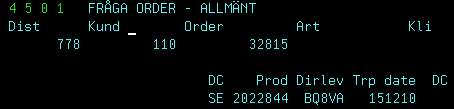 4 5 0 1 FRÅGA ORDER - ALLMÄNT
Dist Kund _ Order Art Kli
778 110 32815
DC Prod Dirlev Trp date DC
SE 2022844 BQ8VA 151210